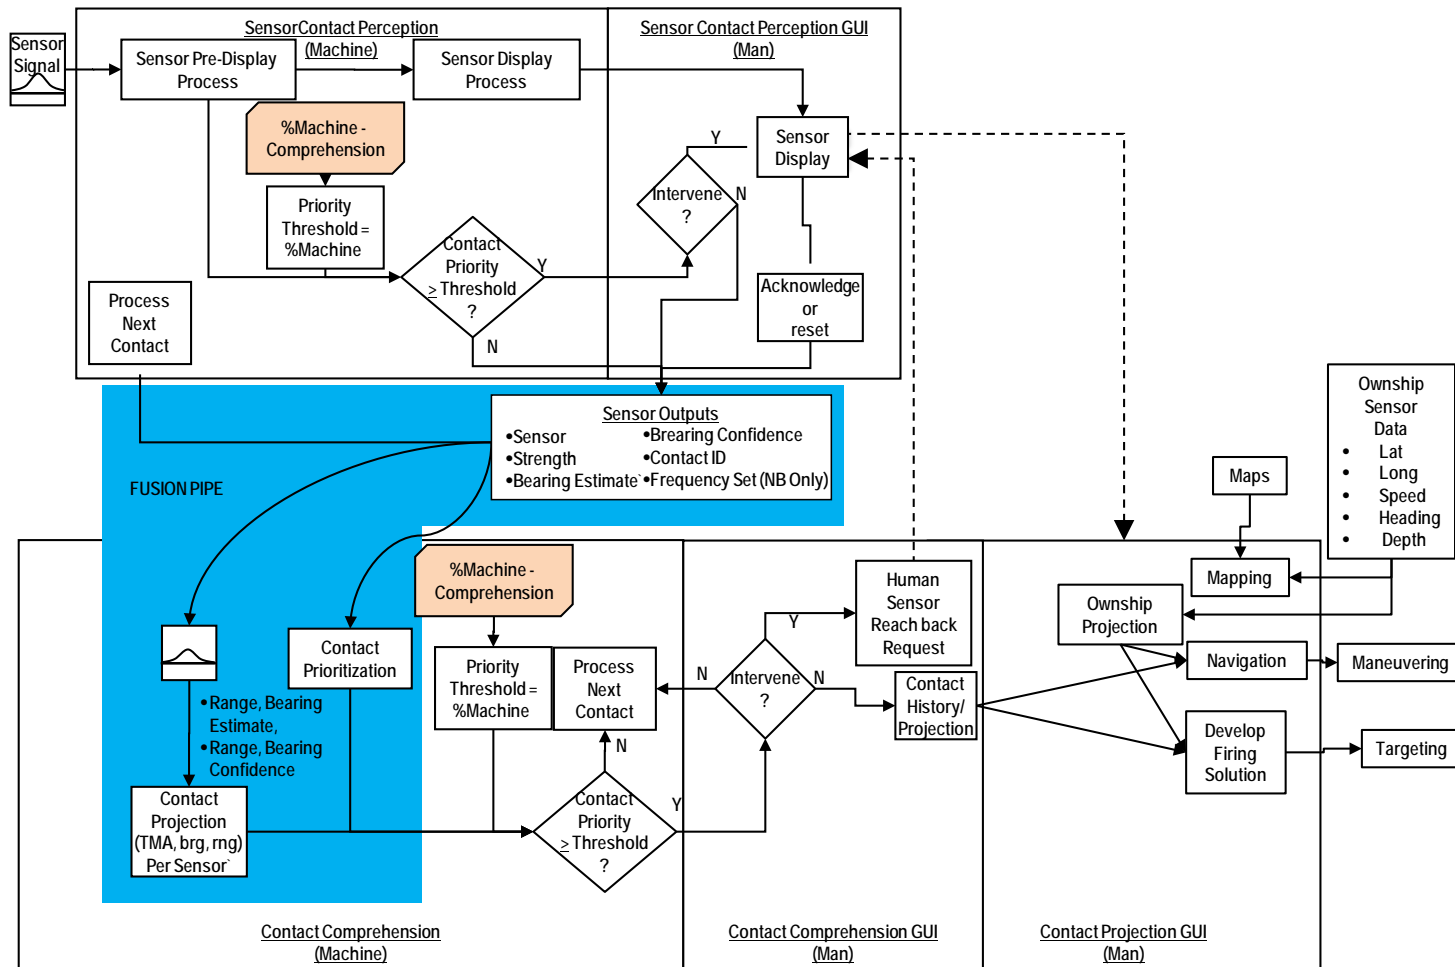 SensorContact Perception
(Machine)
Sensor Contact Perception GUI
(Man)
Sensor
Signal
Sensor Pre-Display
Process
Sensor Display
Process
%Machine -
Comprehension
Priority
Threshold =
%Machine
Contact
Priority
≥ Threshold
?
Y
N
Intervene
?
Y
N
Sensor
Display
Acknowledge
or
reset
Process
Next
Contact
FUSION PIPE
Sensor Outputs
•Sensor
•Strength
•Bearing Estimate`
•Brearing Confidence
•Contact ID
•Frequency Set (NB Only)
Ownship
Sensor
Data
• Lat
• Long
• Speed
• Heading
• Depth
Maps
Mapping
Ownship
Projection
Navigation
Maneuvering
Develop
Firing
Solution
Targeting
%Machine -
Comprehension
Contact
Prioritization
Priority
Threshold =
%Machine
Process
Next
Contact
•Range, Bearing
Estimate,
•Range, Bearing
Confidence
Contact
Projection
(TMA, brg, rng)
Per Sensor`
N
Contact
Priority
≥ Threshold
?
Y
N
Intervene
?
Y
N
Human
Sensor
Reach back
Request
Contact
History/
Projection
Contact Comprehension
(Machine)
Contact Comprehension GUI
(Man)
Contact Projection GUI
(Man)